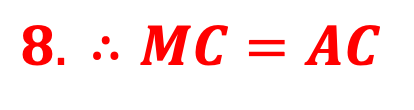 8. ∴ MC = AC